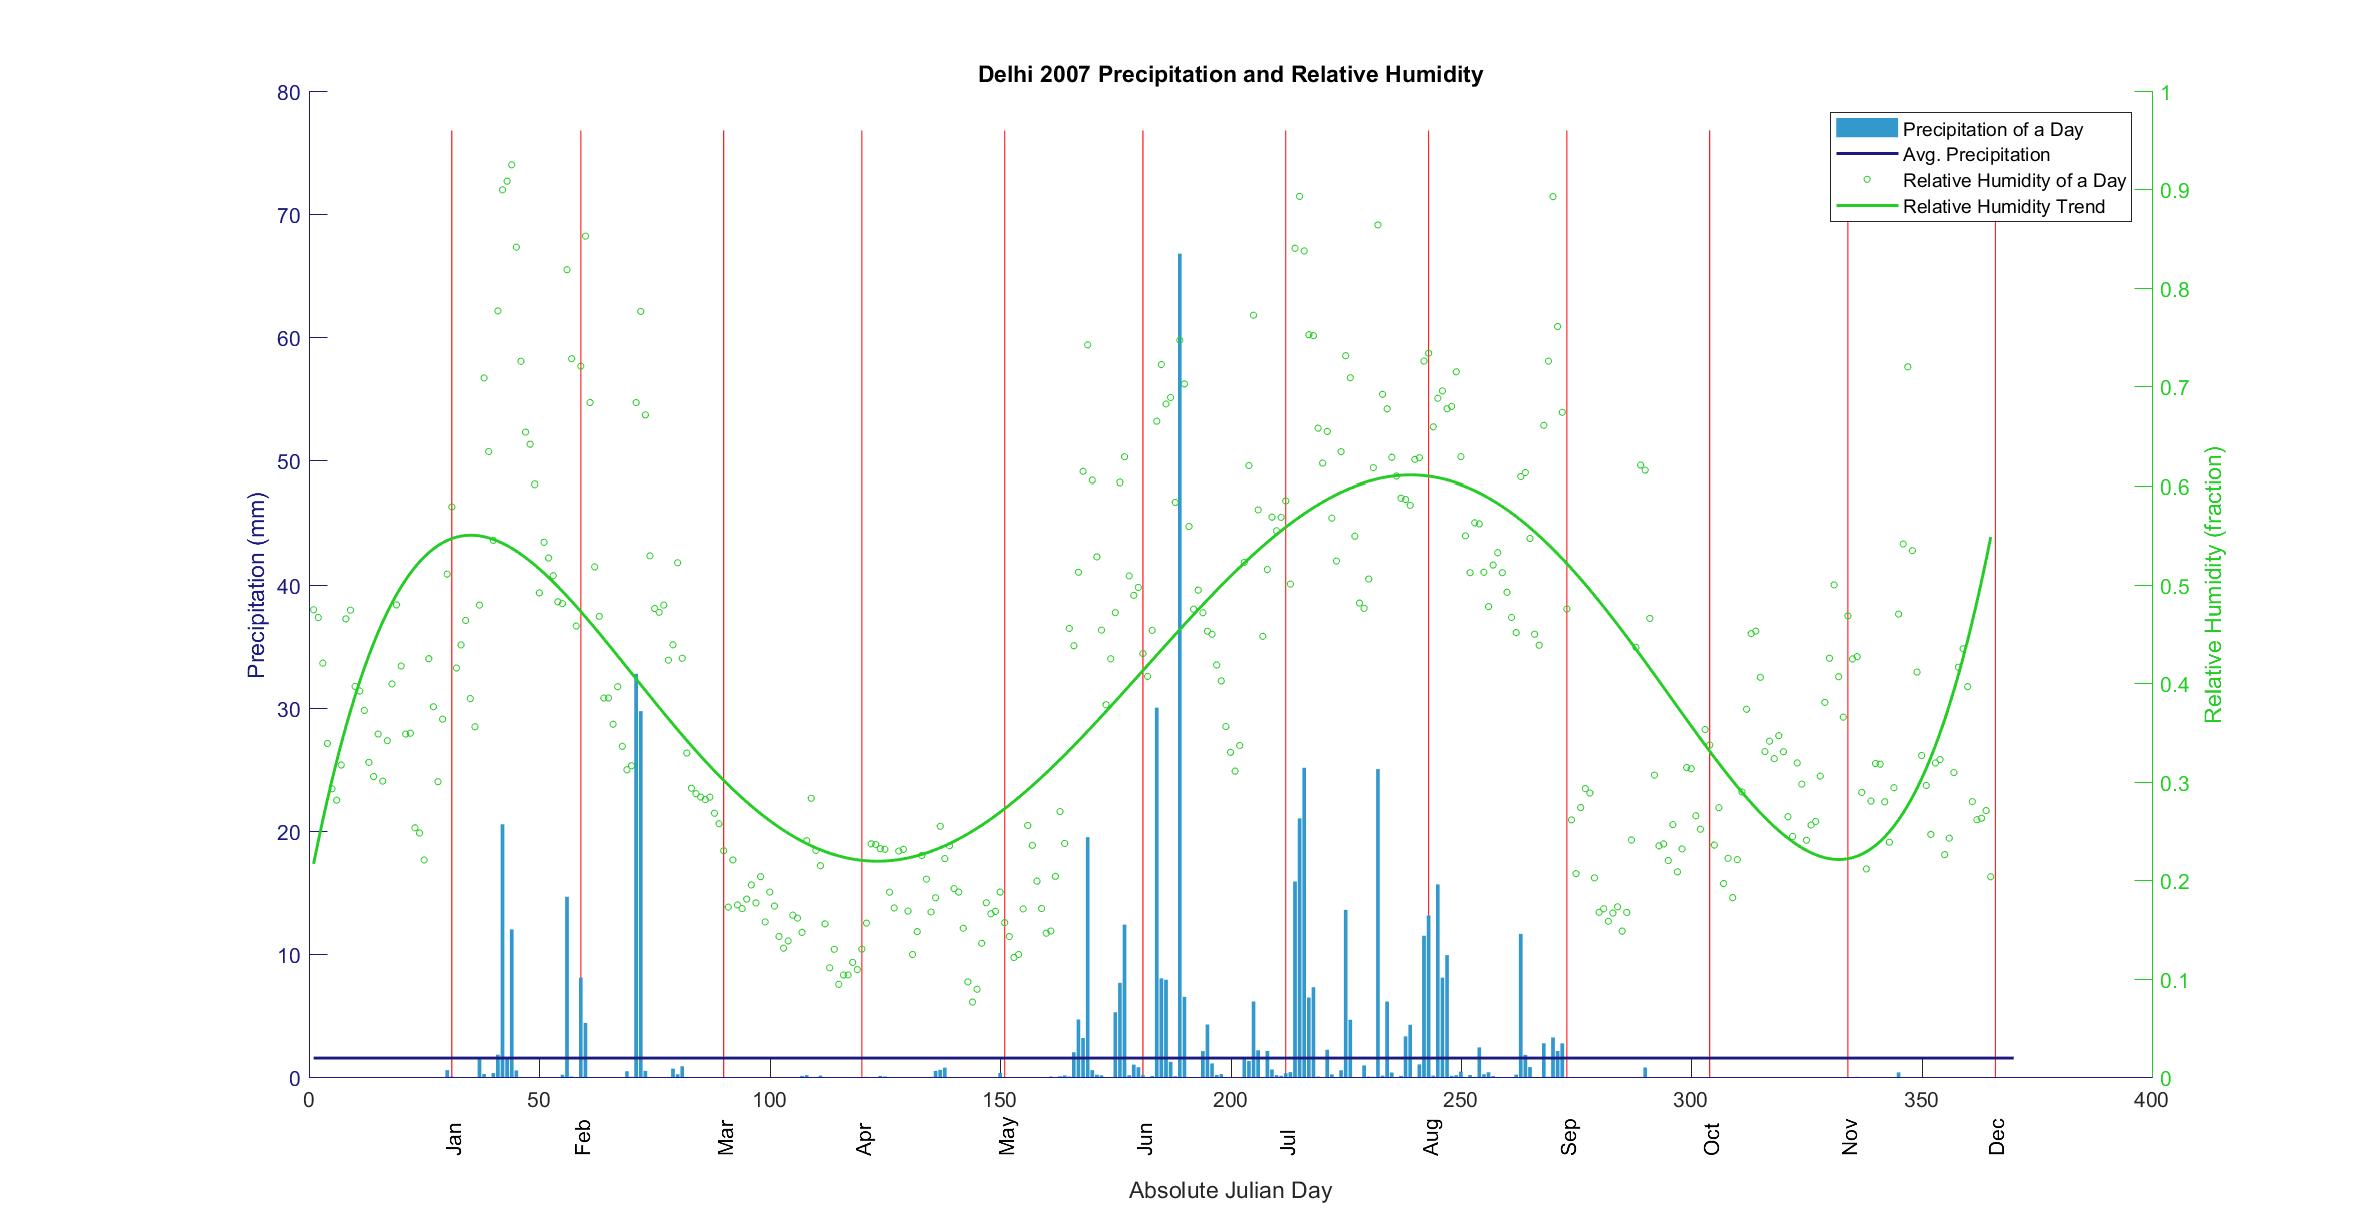 Delhi 2007 Precipitation and Relative Humidity
Precipitation of a Day
Avg. Precipitation
Relative Humidity of a Day
Relative Humidity Trend
80
70
60
50
40
30
20
10
0
Precipitation (mm)
1
0.9
0.8
0.7
0.6
0.5
0.4
0.3
0.2
0.1
0
Relative Humidity (fraction)
0 50 100 150 200 250 300 350 400
Jan Feb Mar Apr May Jun Jul Aug Sep Oct Nov Dec
Absolute Julian Day